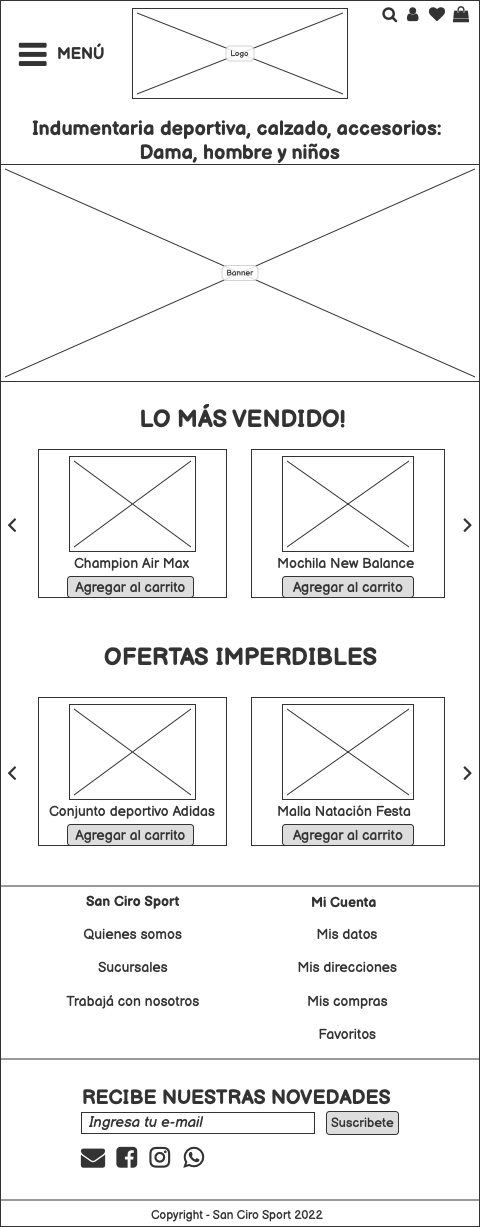 MENÚ
Logo
Indumentaria deportiva, calzado, accesorios:
Dama, hombre y niños
Banner
LO MÁS VENDIDO!
Champion Air Max
Agregar al carrito
Mochila New Balance
Agregar al carrito
OFERTAS IMPERDIBLES
Conjunto deportivo Adidas
Agregar al carrito
Malla Natación Festa
Agregar al carrito
San Ciro Sport
Quienes somos
Sucursales
Trabajá con nosotros
Mi Cuenta
Mis datos
Mis direcciones
Mis compras
Favoritos
RECIBE NUESTRAS NOVEDADES
Ingresa tu e-mail
Suscribete
Copyright - San Ciro Sport 2022